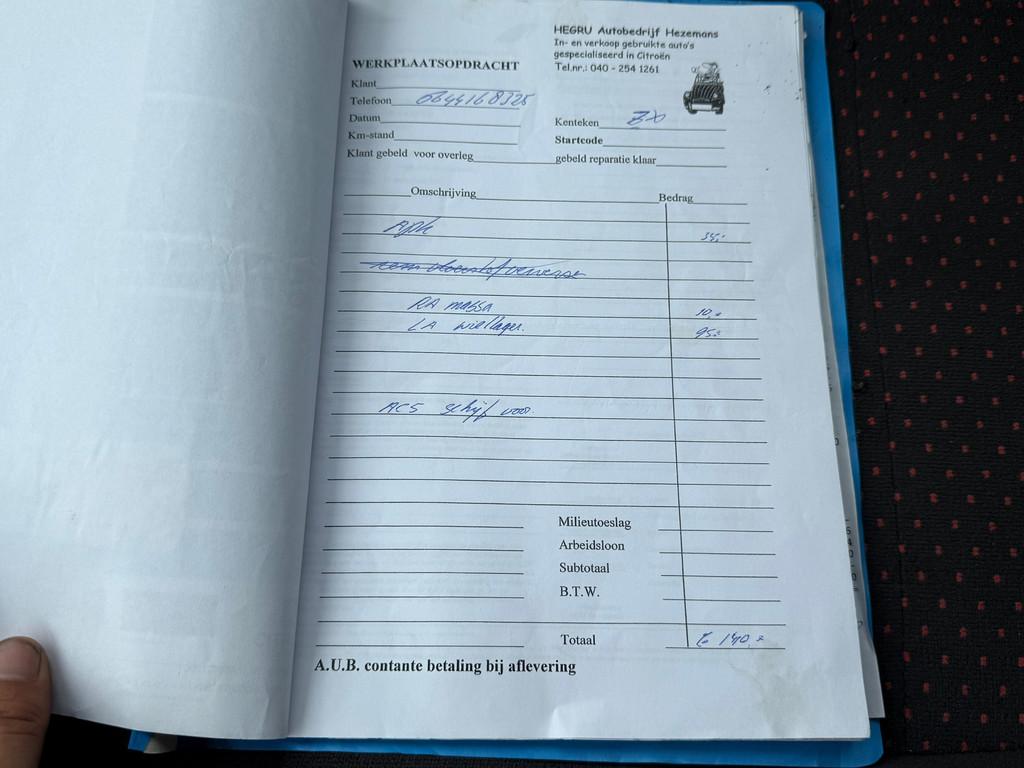 HEGRU Autobedrijf Hezemans
In- en verkoop gebruikte auto's
gespecialiseerd in Citroën
Tel.nr.: 040 - 254 1261
WERKPLAATSOPDRACHT
Klant
Telefoon 0644168325
Datum
Kenteken ZX
Km-stand
Startcode
Klant gebeld voor overleg gebeld reparatie klaar
Omschrijving Bedrag
Apk 35,-
RA massa 10,-
LA wiellager. 95,-
AC5 schijf voor.
Milieutoeslag
Arbeidsloon
Subtotaal
B.T.W.
Totaal € 140,-
A.U.B. contante betaling bij aflevering